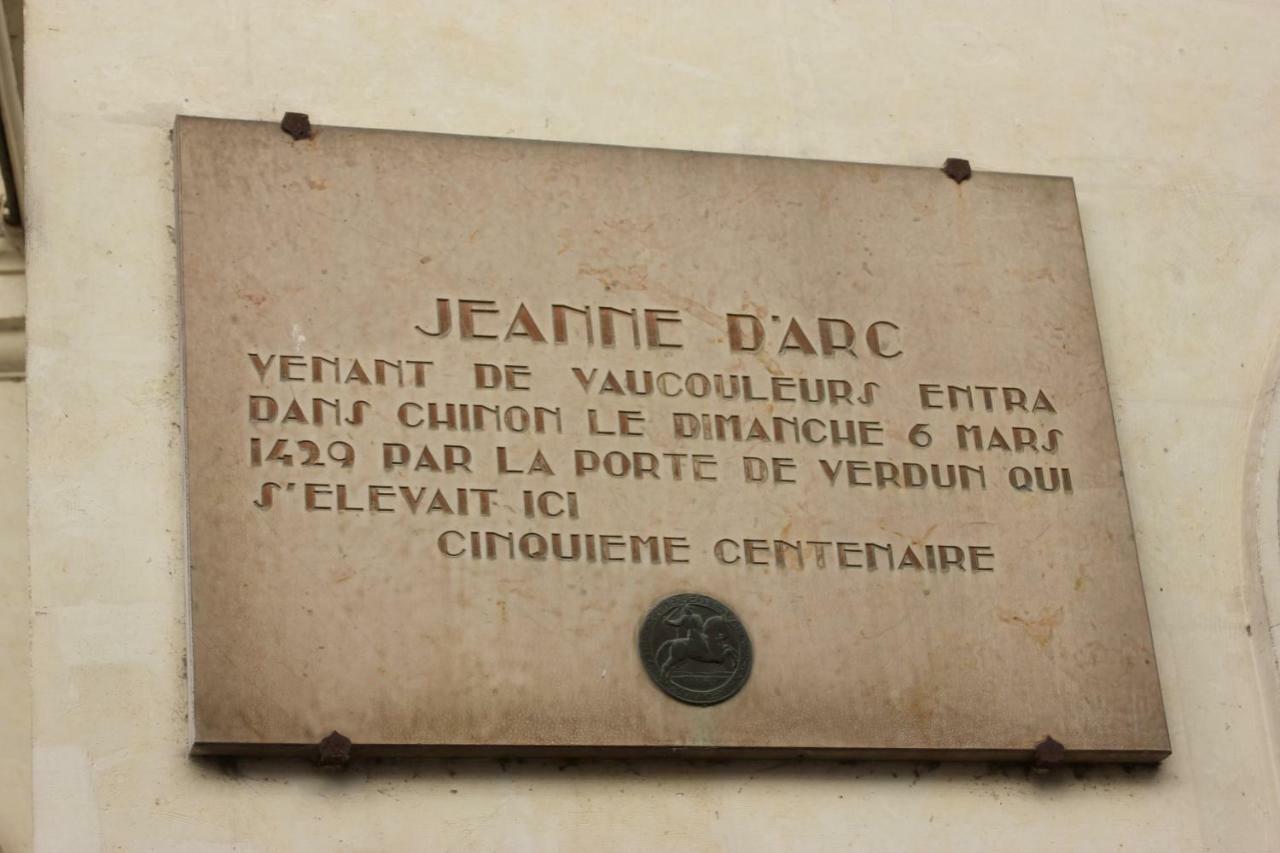 JEANNE D'ARC
VENANT DE VAUCOULEURS ENTRA
DANS CHINON LE DIMANCHE 6 MARS
1429 PAR LA PORTE DE VERDUN QUI
S'ELEVAIT ICI
CINQUIEME CENTENAIRE